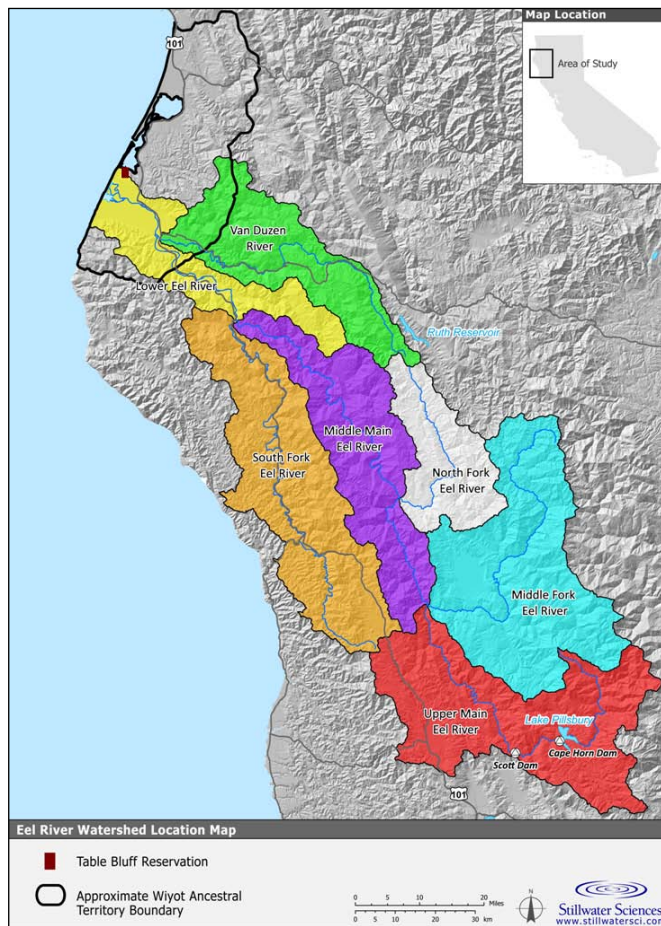 Map Location
Area of Study
101
Van Duzen
River
Lower Eel River
Ruth Reservoir
Middle Main
Eel River
South Fork
Eel River
North Fork
Eel River
Middle Fork
Eel River
Upper Main
Eel River
Lake Pillsbury
Cape Horn Dam
Scott Dam
101
Eel River Watershed Location Map
Table Bluff Reservation
Approximate Wiyot Ancestral
Territory Boundary
0 5 10 20
Miles
0 5 10 20 30
km
N
Stillwater Sciences
www.stillwatersci.com